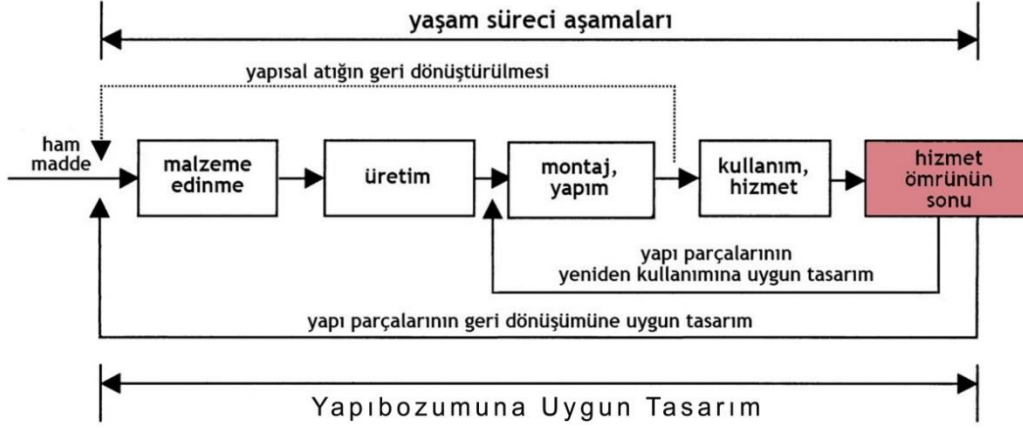 yaşam süreci aşamaları
yapısal atığın geri dönüştürülmesi
ham
madde
malzeme
edinme
üretim
montaj,
yapım
kullanım,
hizmet
hizmet
ömrünün
sonu
yapı parçalarının
yeniden kullanımına uygun tasarım
yapı parçalarının geri dönüşümüne uygun tasarım
Yapıbozumuna Uygun Tasarım